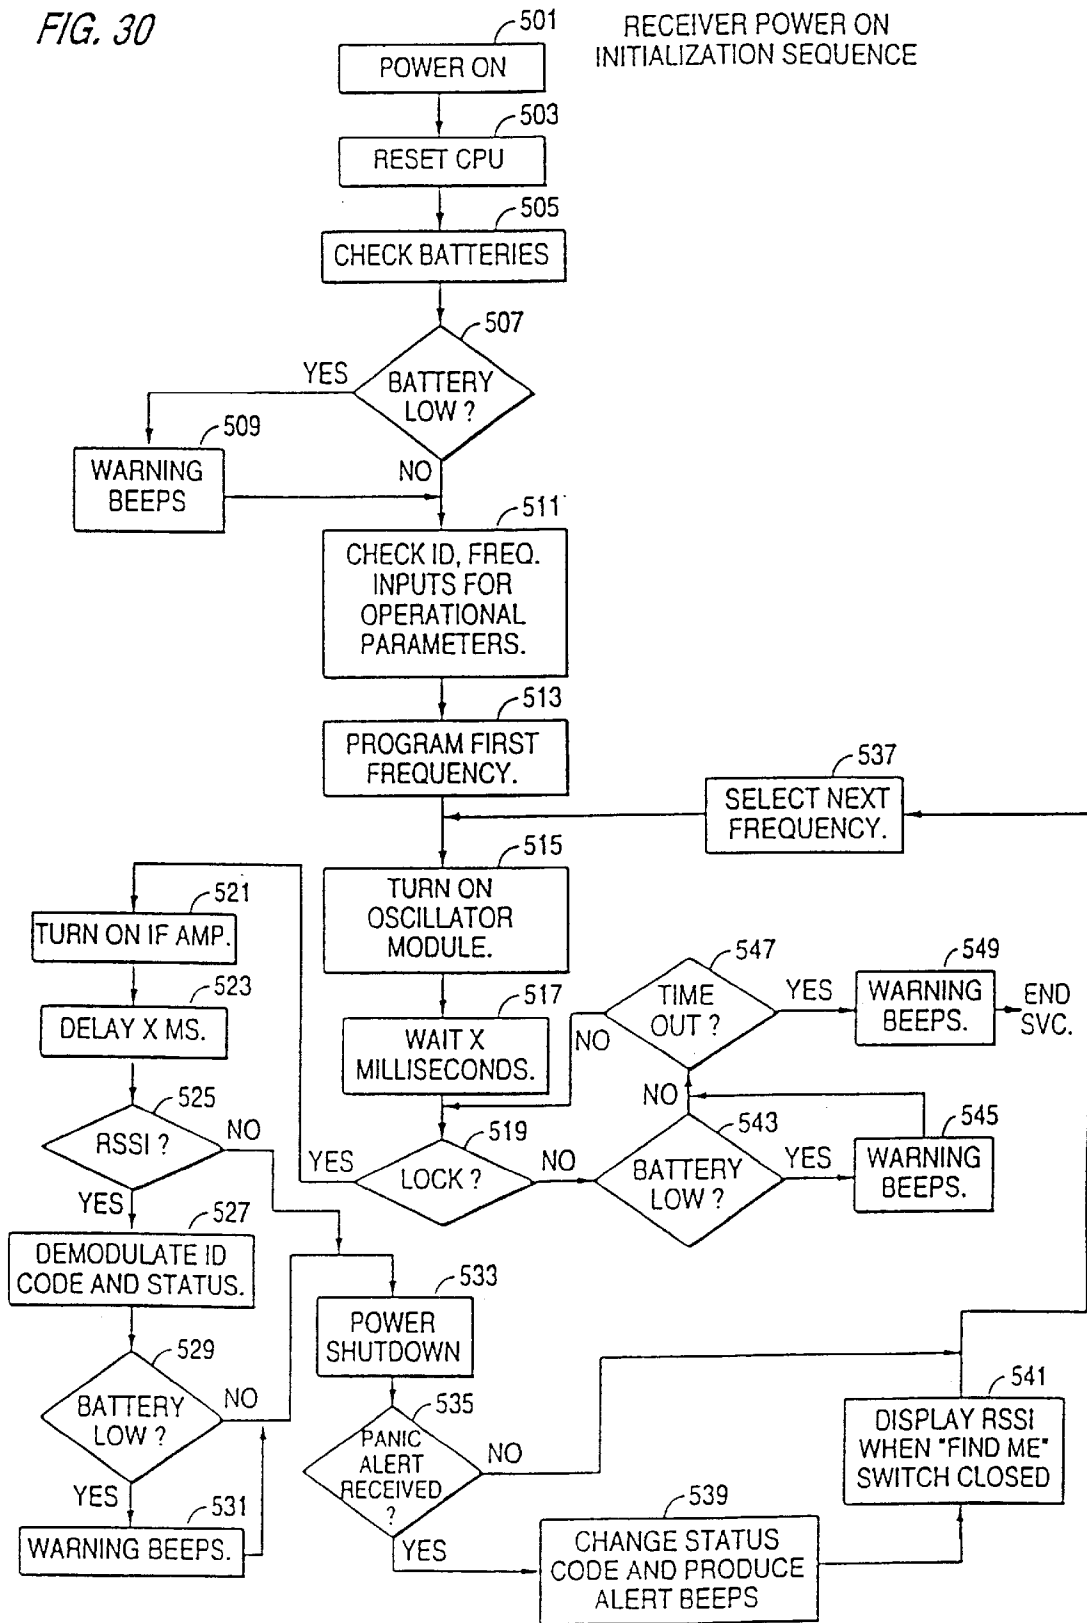 FIG. 30
RECEIVER POWER ON
INITIALIZATION SEQUENCE
501
POWER ON
503
RESET CPU
505
CHECK BATTERIES
507
BATTERY
LOW ?
YES
NO
509
WARNING
BEEPS
511
CHECK ID, FREQ.
INPUTS FOR
OPERATIONAL
PARAMETERS.
513
PROGRAM FIRST
FREQUENCY.
537
SELECT NEXT
FREQUENCY.
515
TURN ON
OSCILLATOR
MODULE.
517
WAIT X
MILLISECONDS.
519
LOCK ?
YES
NO
521
TURN ON IF AMP.
523
DELAY X MS.
525
RSSI ?
NO
YES
527
DEMODULATE ID
CODE AND STATUS.
529
BATTERY
LOW ?
NO
YES
531
WARNING BEEPS.
547
TIME
OUT ?
YES
NO
549
WARNING
BEEPS.
END
SVC.
543
BATTERY
LOW ?
NO
YES
545
WARNING
BEEPS.
533
POWER
SHUTDOWN
535
PANIC
ALERT
RECEIVED
?
NO
YES
539
CHANGE STATUS
CODE AND PRODUCE
ALERT BEEPS
541
DISPLAY RSSI
WHEN "FIND ME"
SWITCH CLOSED